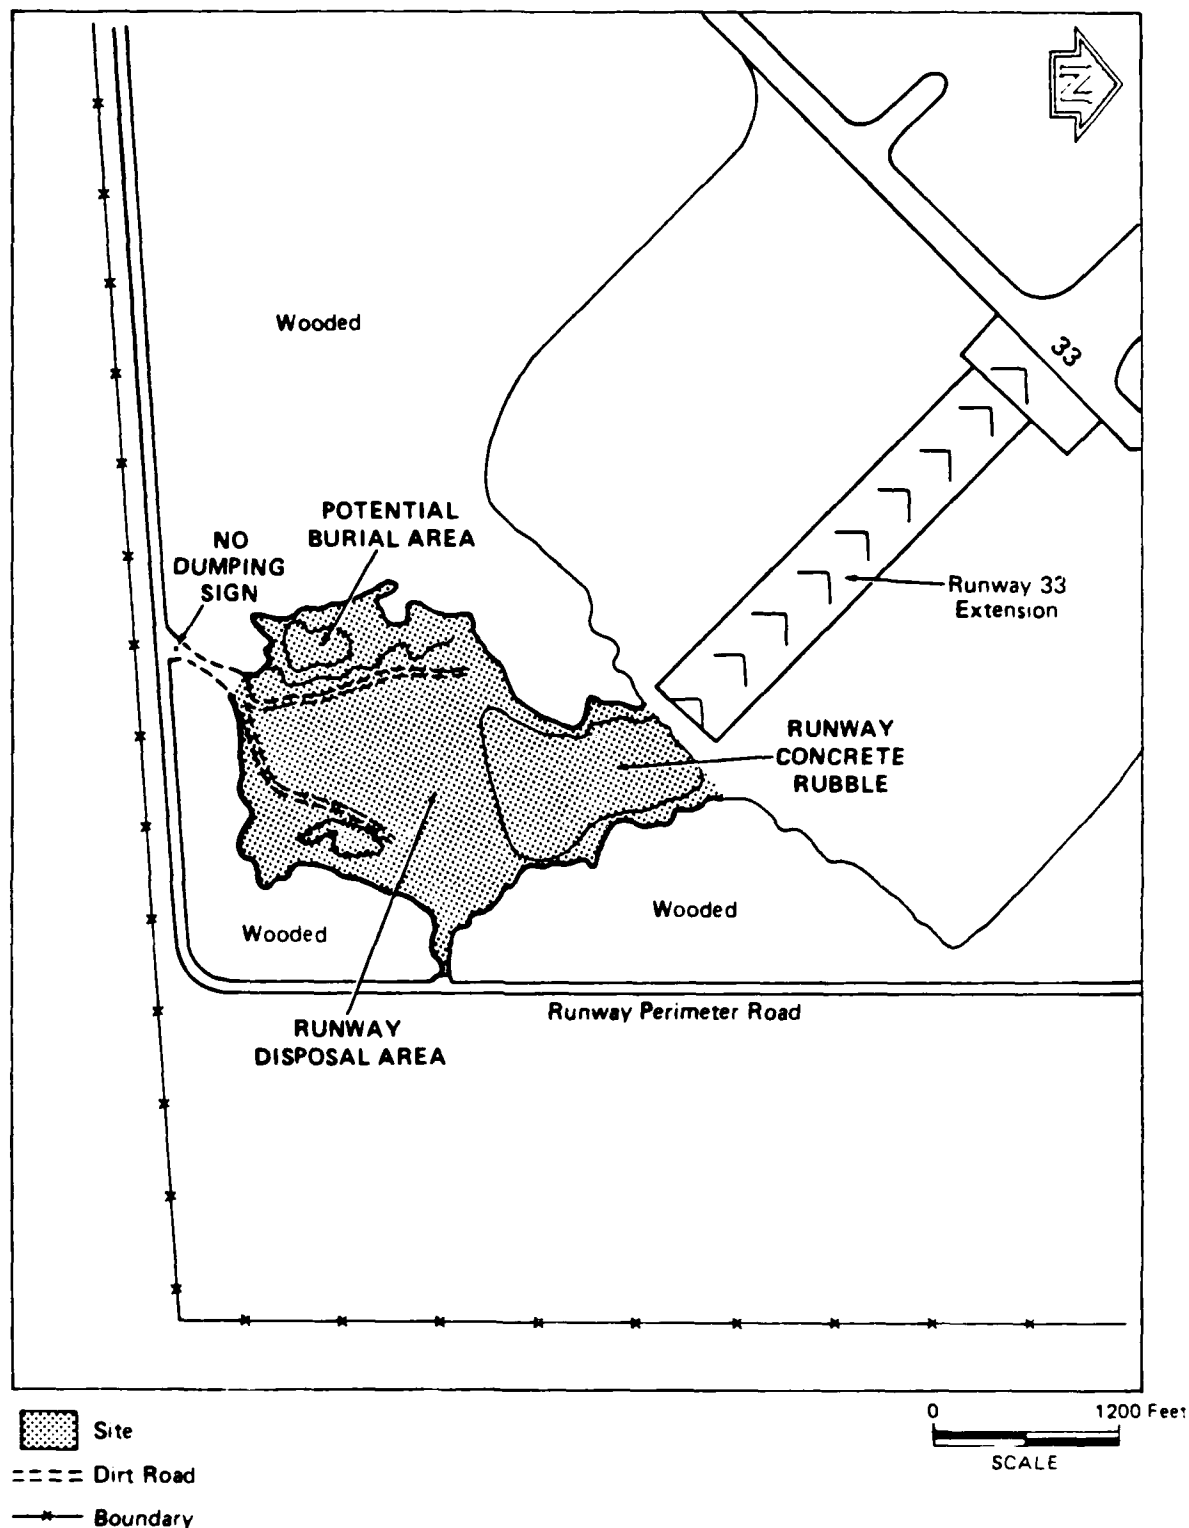 N
33
Wooded
POTENTIAL
BURIAL AREA
NO
DUMPING
SIGN
Runway 33
Extension
RUNWAY
CONCRETE
RUBBLE
Wooded
Wooded
Runway Perimeter Road
RUNWAY
DISPOSAL AREA
Site
Dirt Road
Boundary
0 1200 Feet
SCALE